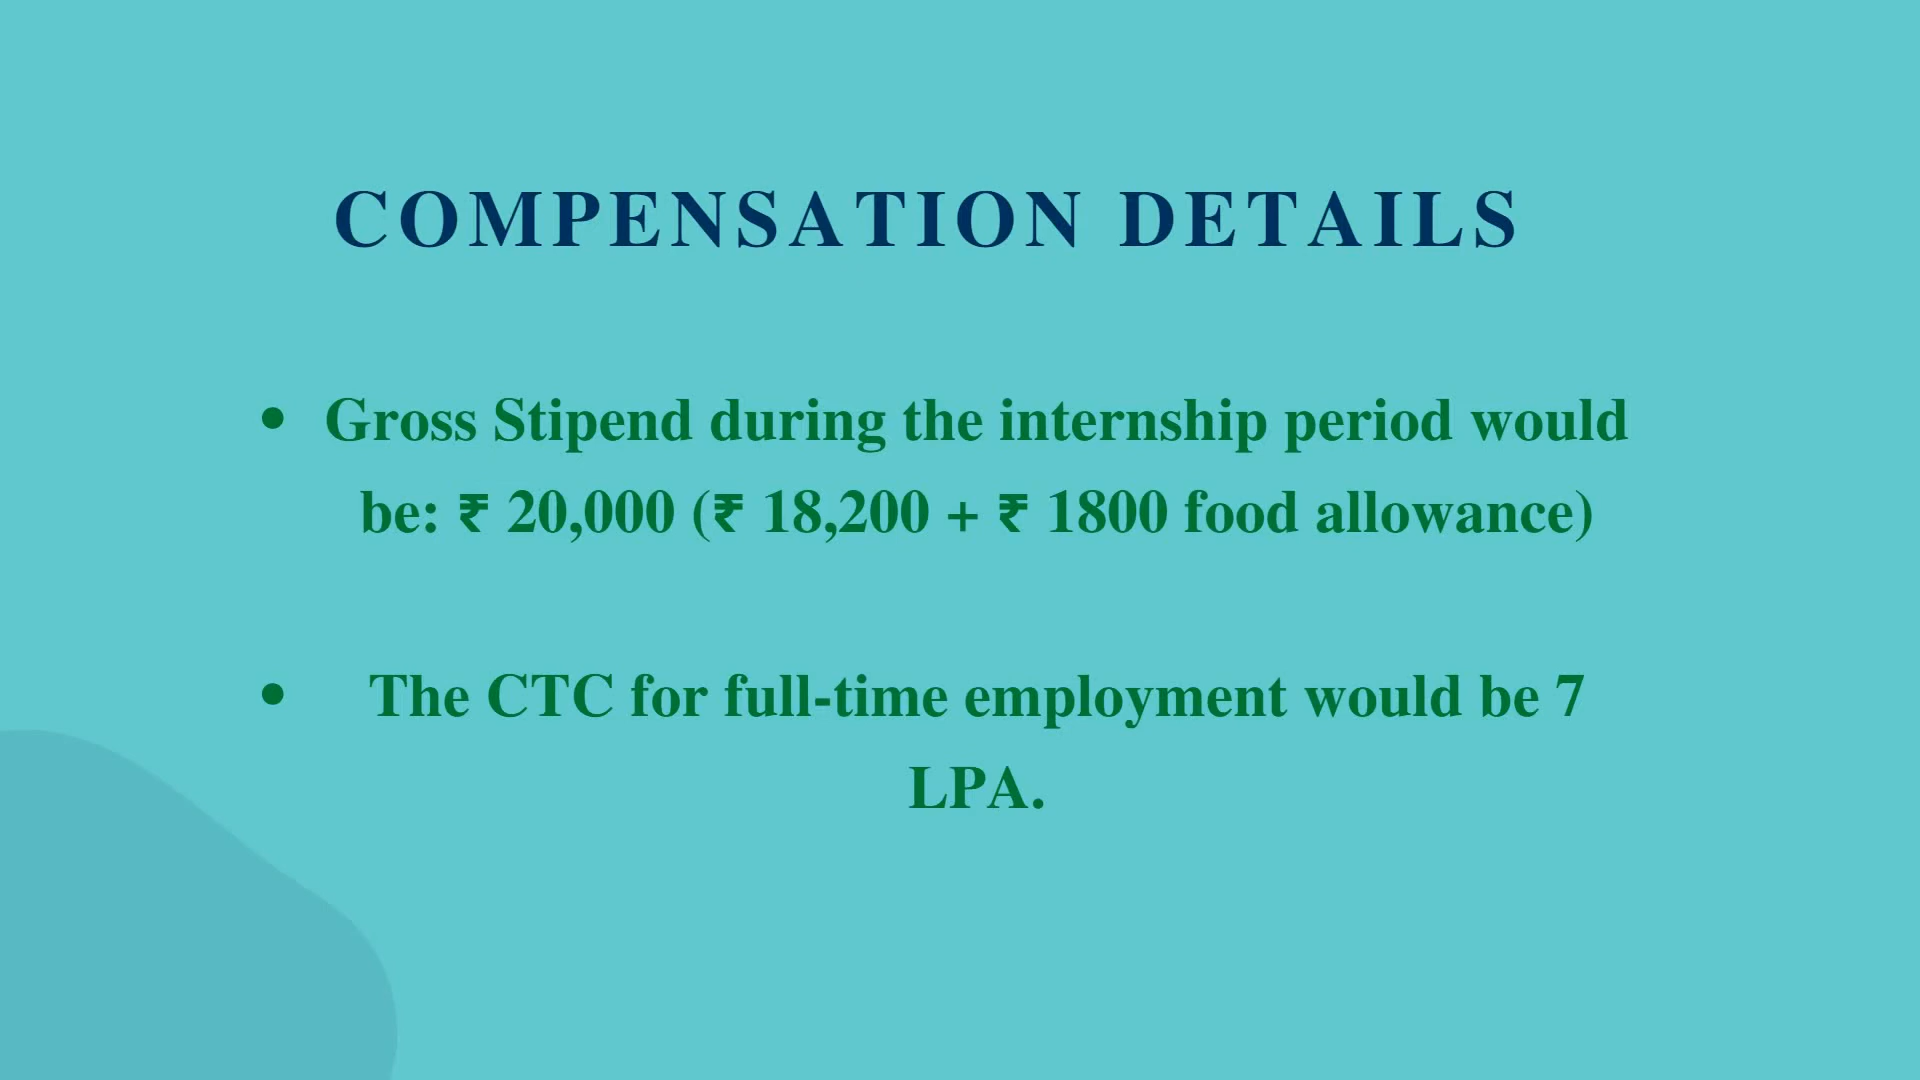 COMPENSATION DETAILS
• Gross Stipend during the internship period would
be: ₹ 20,000 (₹ 18,200 + ₹ 1800 food allowance)
• The CTC for full-time employment would be 7
LPA.